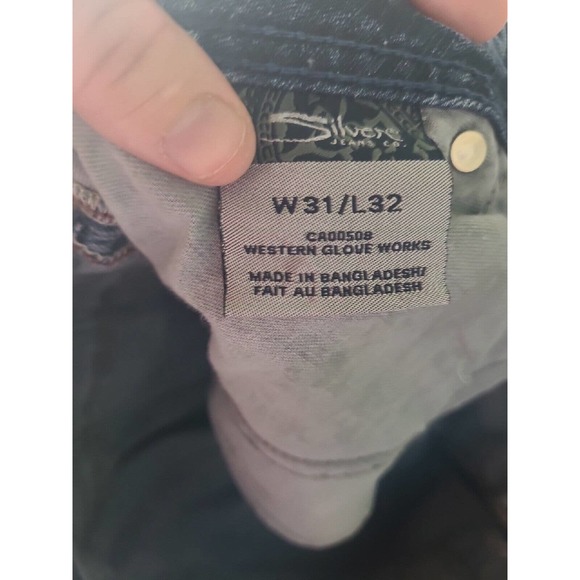 Silver
JEANS CO.
W31/L32
CA00508
WESTERN GLOVE WORKS
MADE IN BANGLADESH/
FAIT AU BANGLADESH